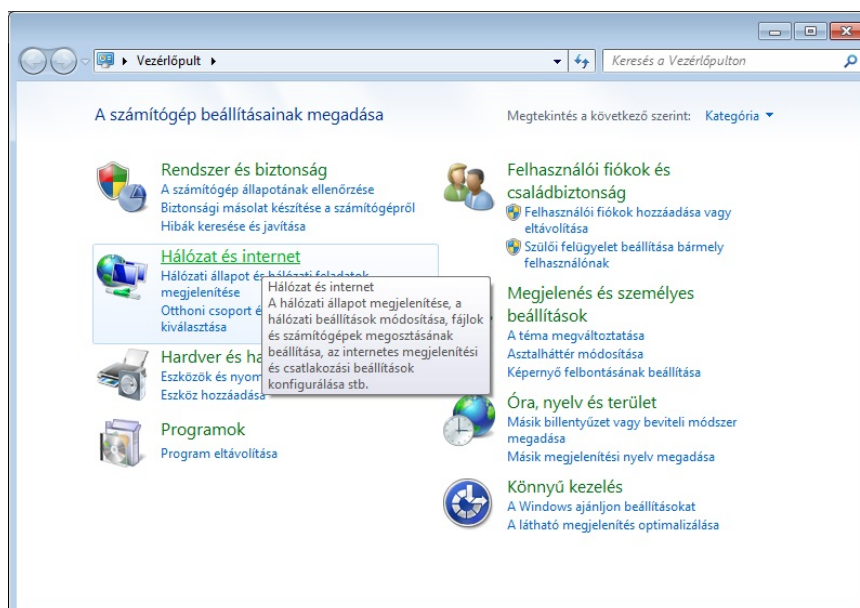 Vezérlőpult
Keresés a Vezérlőpulton
A számítógép beállításainak megadása
Megtekintés a következő szerint: Kategória
Rendszer és biztonság
A számítógép állapotának ellenőrzése
Biztonsági másolat készítése a számítógépről
Hibák keresése és javítása
Hálózat és internet
Hálózati állapot és hálózati feladatok
megjelenítése
Otthoni csoport é
kiválasztása
Hálózat és internet
A hálózati állapot megjelenítése, a
hálózati beállítások módosítása, fájlok
és számítógépek megosztásának
beállítása, az internetes megjelenítési
és csatlakozási beállítások
konfigurálása stb.
Hardver és ha
Eszközök és nyom
Eszköz hozzáadása
Programok
Program eltávolítása
Felhasználói fiókok és
családbiztonság
Felhasználói fiókok hozzáadása vagy
eltávolítása
Szülői felügyelet beállítása bármely
felhasználónak
Megjelenés és személyes
beállítások
A téma megváltoztatása
Asztalháttér módosítása
Képernyő felbontásának beállítása
Óra, nyelv és terület
Másik billentyűzet vagy beviteli módszer
megadása
Másik megjelenítési nyelv megadása
Könnyű kezelés
A Windows ajánljon beállításokat
A látható megjelenítés optimalizálása